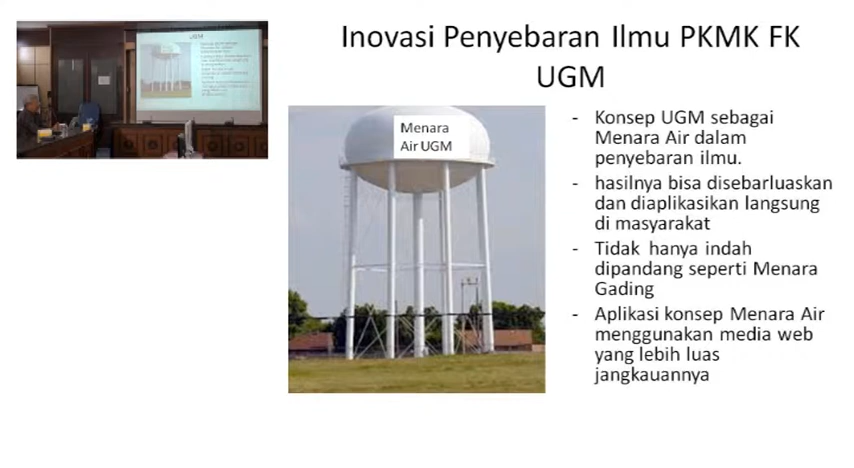 Inovasi Penyebaran Ilmu PKMK FK
UGM
UGM
Menara
Air UGM
- Konsep UGM sebagai
Menara Air dalam
penyebaran ilmu.
- hasilnya bisa disebarluaskan
dan diaplikasikan langsung
di masyarakat
- Tidak hanya indah
dipandang seperti Menara
Gading
- Aplikasi konsep Menara Air
menggunakan media web
yang lebih luas
jangkauannya